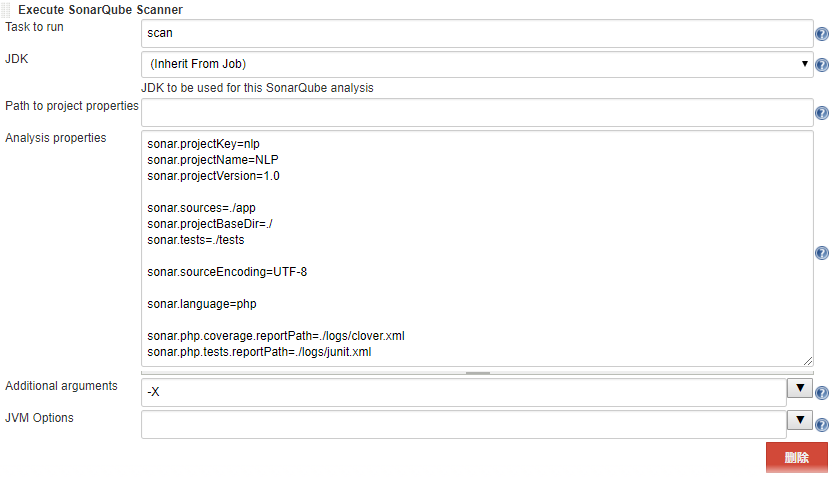 Execute SonarQube Scanner
Task to run
scan
JDK
(Inherit From Job)
JDK to be used for this SonarQube analysis
Path to project properties
Analysis properties
sonar.projectKey=nlp
sonar.projectName=NLP
sonar.projectVersion=1.0
sonar.sources=./app
sonar.projectBaseDir=./
sonar.tests=./tests
sonar.sourceEncoding=UTF-8
sonar.language=php
sonar.php.coverage.reportPath=./logs/clover.xml
sonar.php.tests.reportPath=./logs/junit.xml
Additional arguments
-X
JVM Options
删除